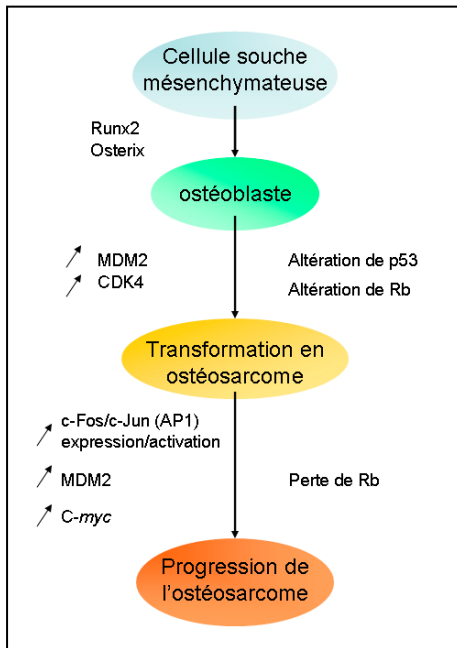 Cellule souche
mésenchymateuse
Runx2
Osterix
ostéoblaste
MDM2
CDK4
Altération de p53
Altération de Rb
Transformation en
ostéosarcome
c-Fos/c-Jun (AP1)
expression/activation
MDM2
C-myc
Perte de Rb
Progression de
l'ostéosarcome